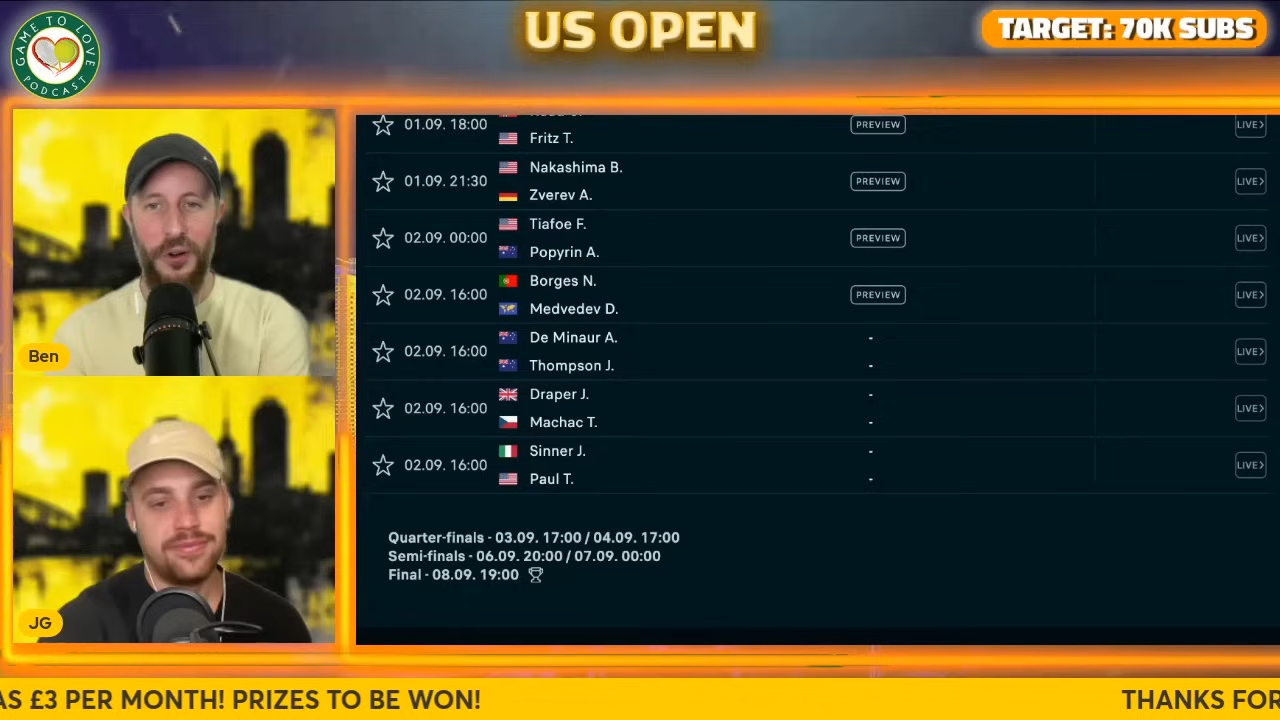 GAME TO LOVE
PODCAST
US OPEN
TARGET: 70K SUBS
01.09. 18:00
Fritz T.
PREVIEW
LIVE>
01.09. 21:30
Nakashima B.
Zverev A.
PREVIEW
LIVE>
02.09. 00:00
Tiafoe F.
Popyrin A.
PREVIEW
LIVE>
02.09. 16:00
Borges N.
Medvedev D.
PREVIEW
LIVE>
02.09. 16:00
De Minaur A.
Thompson J.
-
-
LIVE>
02.09. 16:00
Draper J.
Machac T.
-
-
LIVE>
02.09. 16:00
Sinner J.
Paul T.
-
-
LIVE>
Quarter-finals - 03.09. 17:00 / 04.09. 17:00
Semi-finals - 06.09. 20:00 / 07.09. 00:00
Final - 08.09. 19:00
Ben
JG
AS £3 PER MONTH! PRIZES TO BE WON!
THANKS FOR